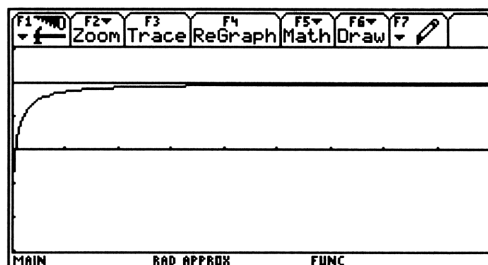 F1 F2 Zoom F3 Trace F4 ReGraph F5 Math F6 Draw F7
MAIN RAD APPROX FUNC